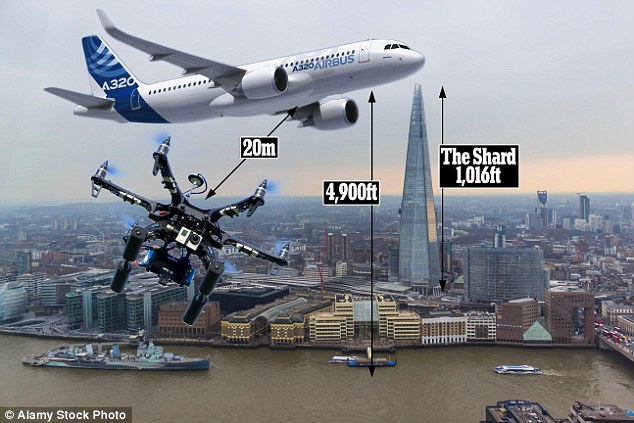 A320
A320 AIRBUS
20m
4,900ft
The Shard
1,016ft
© Alamy Stock Photo